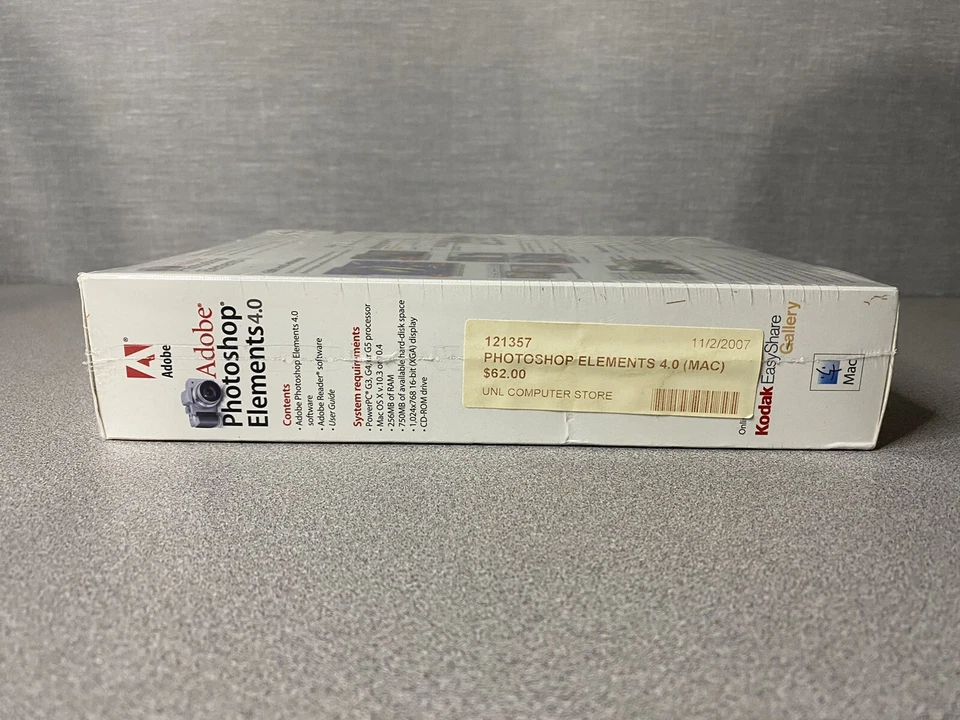 Adobe
Adobe®
Photoshop®
Elements 4.0
Contents
• Adobe Photoshop Elements 4.0
software
• Adobe Reader® software
• User Guide
System requirements
• PowerPC® G3, G4, or G5 processor
• Mac OS X v.10.3 or 10.4
• 256MB of RAM
• 750MB of available hard-disk space
• 1,024x768 16-bit (XGA) display
• CD-ROM drive
121357 11/2/2007
PHOTOSHOP ELEMENTS 4.0 (MAC)
$62.00
UNL COMPUTER STORE
Kodak EasyShare
Gallery
Mac